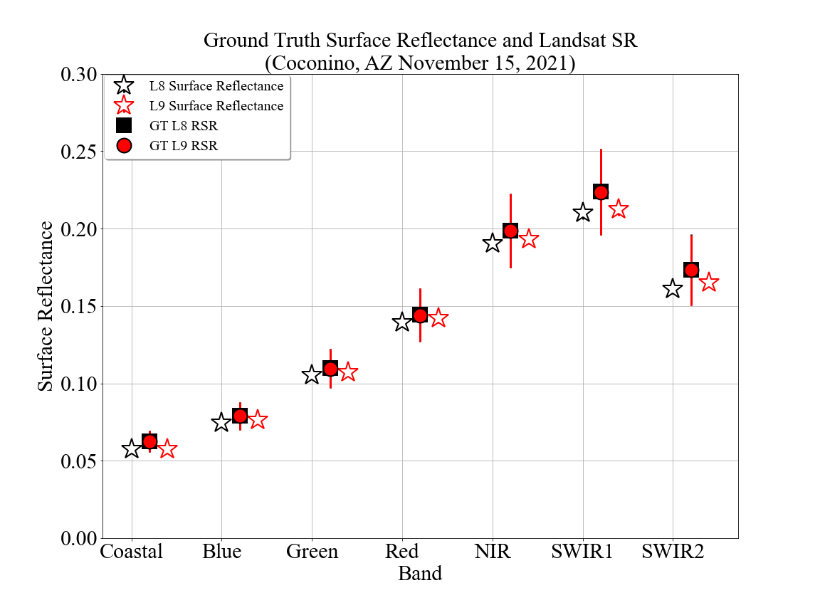 Ground Truth Surface Reflectance and Landsat SR
(Coconino, AZ November 15, 2021)
L8 Surface Reflectance
L9 Surface Reflectance
GT L8 RSR
GT L9 RSR
Surface Reflectance
0.30
0.25
0.20
0.15
0.10
0.05
0.00
Coastal Blue Green Red NIR SWIR1 SWIR2
Band